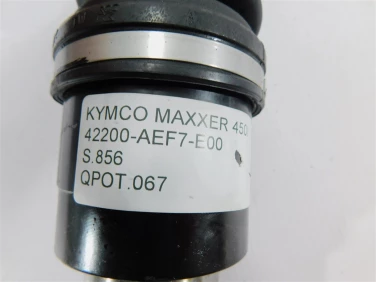 KYMCO MAXXER 450
42200-AEF7-E00
S.856
QPOT.067